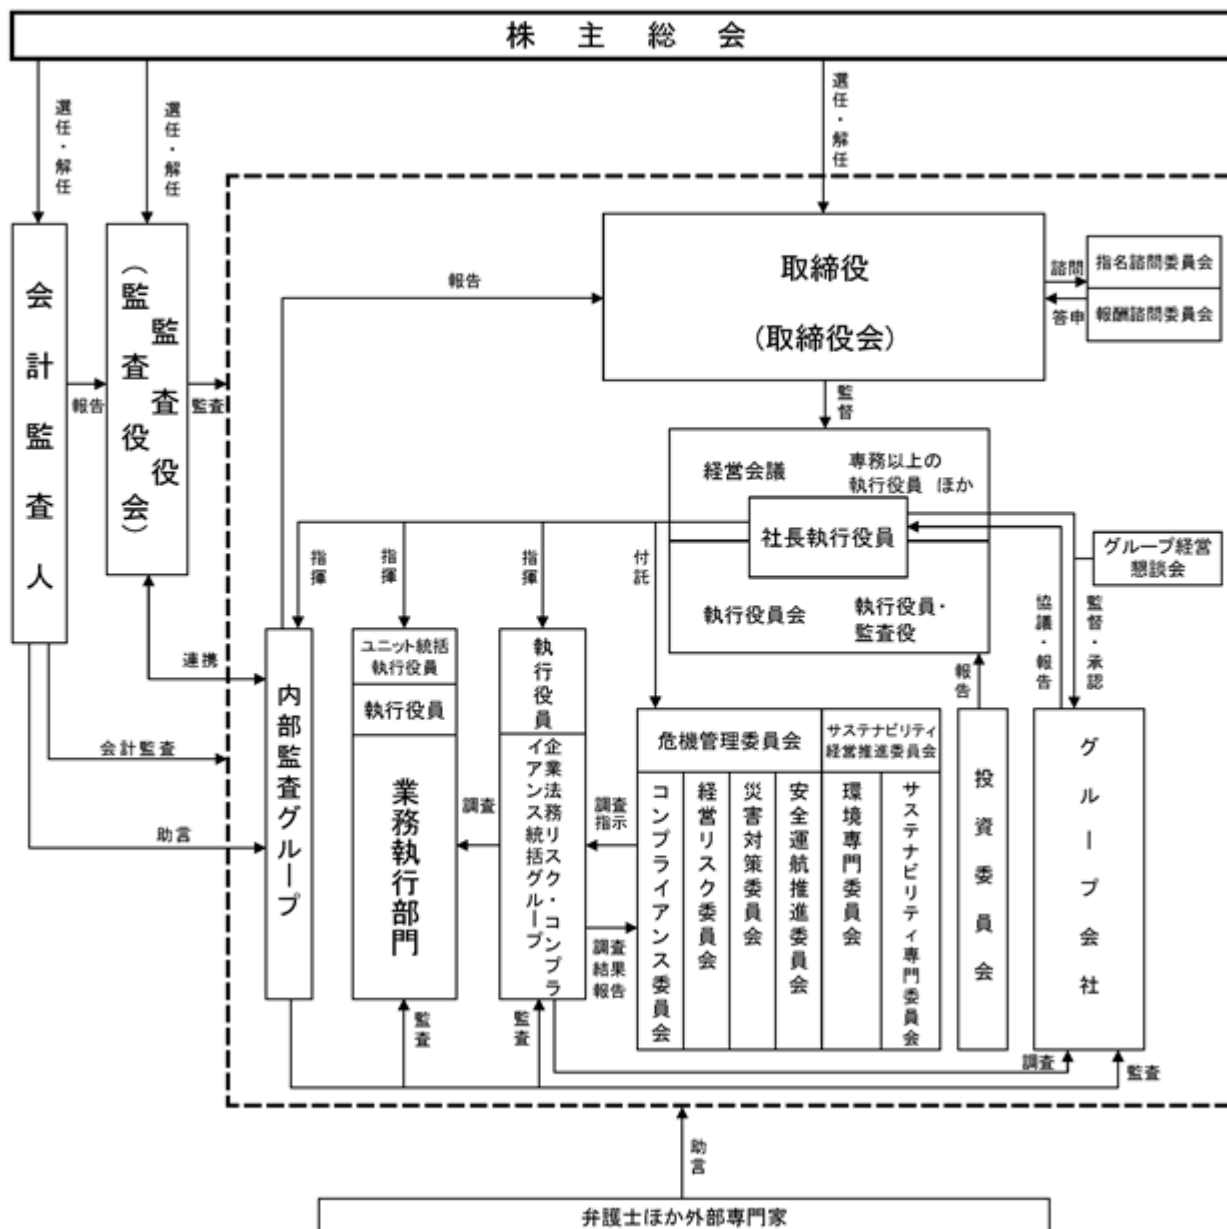 株主総会
選任・解任
選任・解任
選任・解任
会計監査人
監査役
(監査役会)
報告
監査
報告
取締役
(取締役会)
諮問
答申
指名諮問委員会
報酬諮問委員会
監督
経営会議
専務以上の
執行役員 ほか
社長執行役員
執行役員会
執行役員・
監査役
グループ経営
懇談会
指揮
指揮
指揮
付託
協議・報告
監督・承認
報告
連携
会計監査
助言
内部監査グループ
ユニット統括
執行役員
執行役員
業務執行部門
執行役員
企業法務リスク・コンプラ
イアンス統括グループ
調査
調査
指示
調査
結果
報告
危機管理委員会
コンプライアンス委員会
経営リスク委員会
災害対策委員会
安全運航推進委員会
サステナビリティ
経営推進委員会
環境専門委員会
サステナビリティ専門委員会
投資委員会
グループ会社
監査
監査
調査
監査
助言
弁護士ほか外部専門家